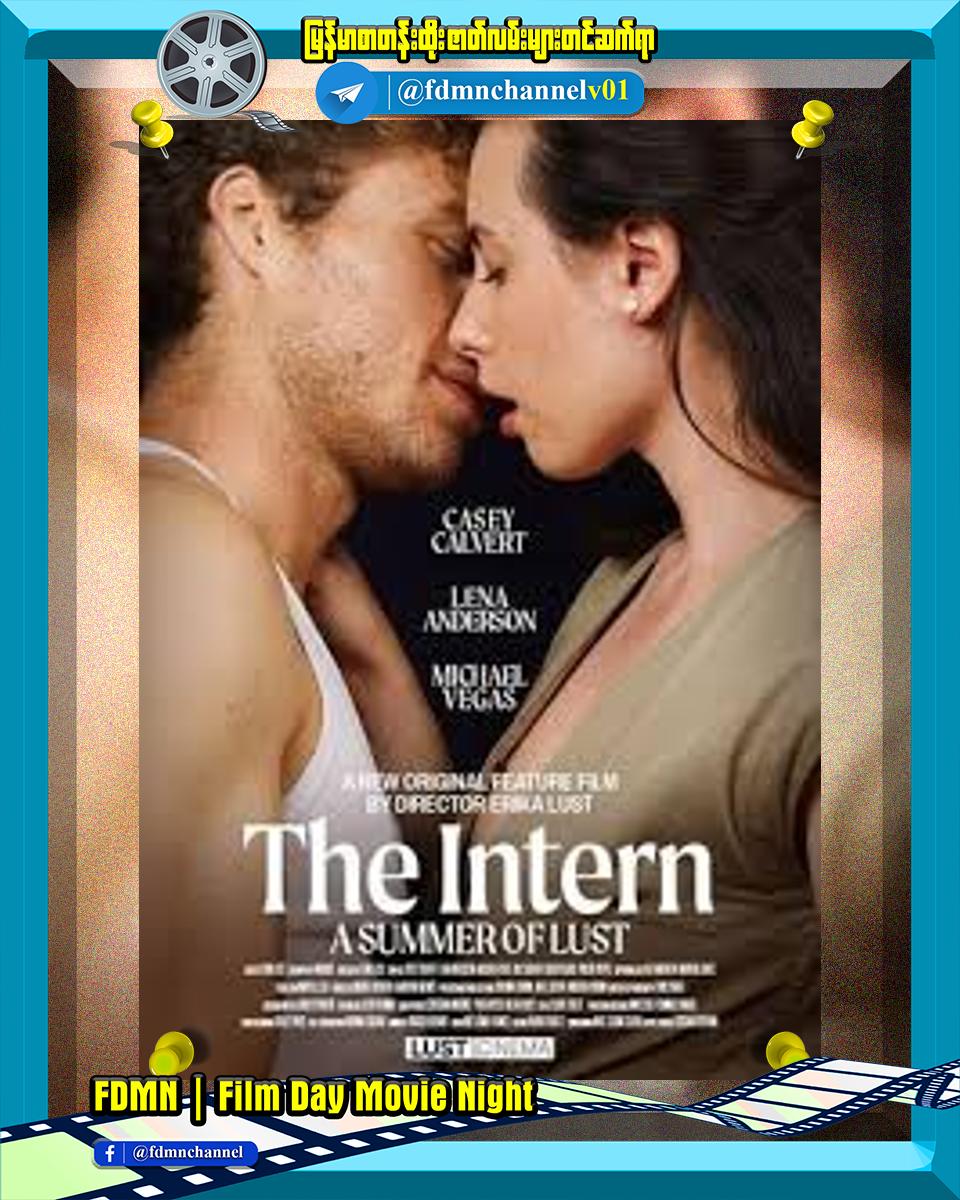 မြန်မာစာတန်းထိုးဇာတ်လမ်းများတင်ဆက်ရာ
@fdmnchannelv01
CASEY
CALVERT
LENA
ANDERSON
MICHAEL
VEGAS
A NEW ORIGINAL FEATURE FILM
BY DIRECTOR ERIKA LUST
The Intern
A SUMMER OF LUST
LUST CINEMA
FDMN | Film Day Movie Night
f @fdmnchannel